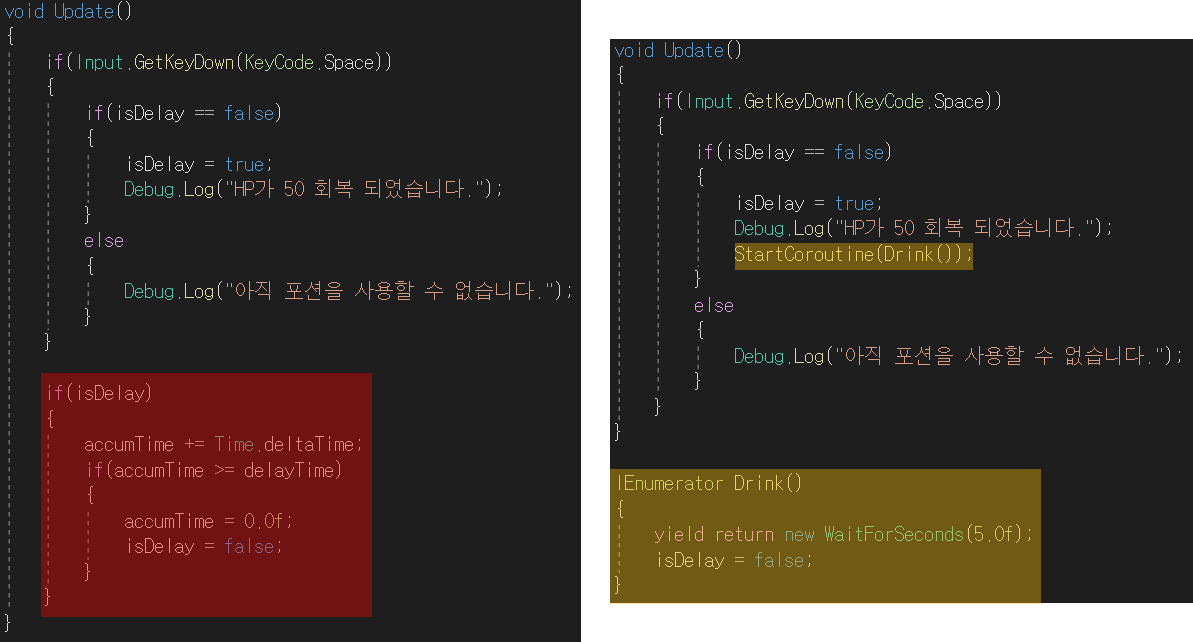 void Update()
{
if(Input.GetKeyDown(KeyCode.Space))
{
if(isDelay == false)
{
isDelay = true;
Debug.Log("HP가 50 회복 되었습니다.");
}
else
{
Debug.Log("아직 포션을 사용할 수 없습니다.");
}
}
if(isDelay)
{
accumTime += Time.deltaTime;
if(accumTime >= delayTime)
{
accumTime = 0.0f;
isDelay = false;
}
}
}
void Update()
{
if(Input.GetKeyDown(KeyCode.Space))
{
if(isDelay == false)
{
isDelay = true;
Debug.Log("HP가 50 회복 되었습니다.");
StartCoroutine(Drink());
}
else
{
Debug.Log("아직 포션을 사용할 수 없습니다.");
}
}
}
IEnumerator Drink()
{
yield return new WaitForSeconds(5.0f);
isDelay = false;
}